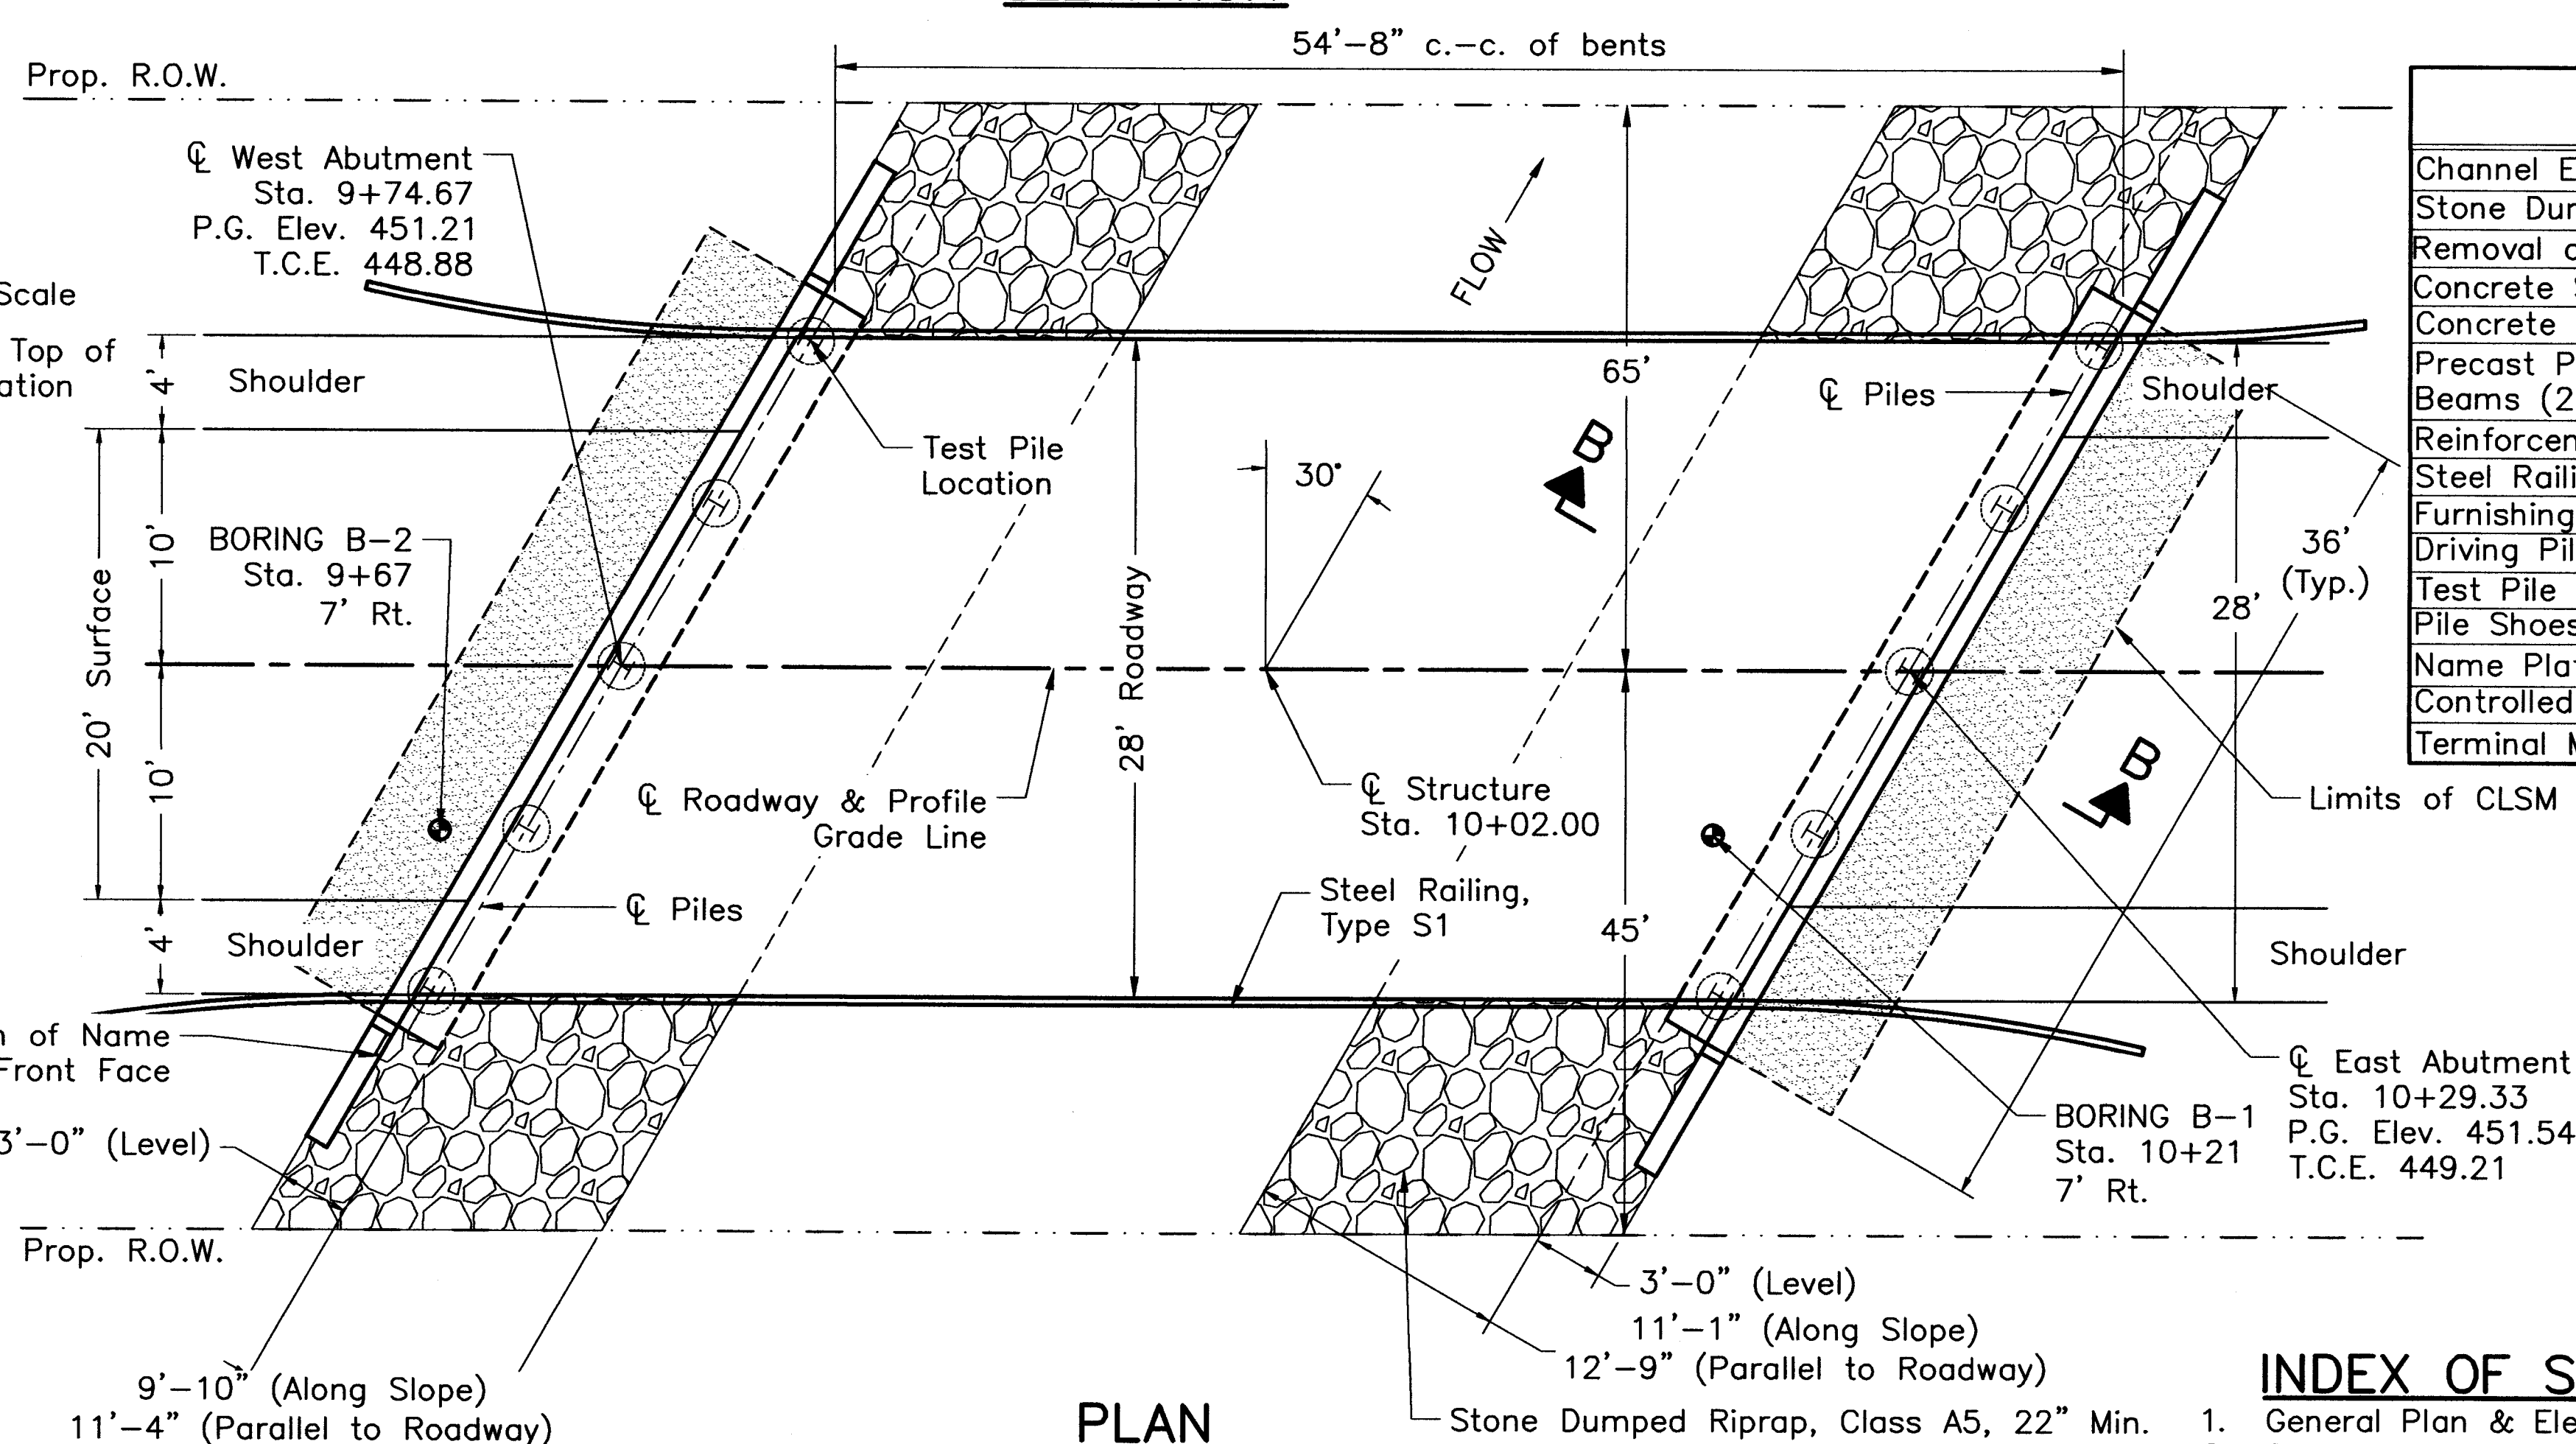 54'-8" c.-c. of bents
Prop. R.O.W.
℄ West Abutment
Sta. 9+74.67
P.G. Elev. 451.21
T.C.E. 448.88
Scale
Top of
4'
Shoulder
FLOW
65'
℄ Piles
Shoulder
Test Pile
Location
30°
B
10'
BORING B-2
Sta. 9+67
7' Rt.
20' Surface
28' Roadway
36'
(Typ.)
28'
10'
℄ Roadway & Profile
Grade Line
℄ Structure
Sta. 10+02.00
B
Limits of CLSM
℄ Piles
Steel Railing,
Type S1
45'
4'
Shoulder
Shoulder
of Name
Front Face
℄ East Abutment
Sta. 10+29.33
P.G. Elev. 451.54
T.C.E. 449.21
BORING B-1
Sta. 10+21
7' Rt.
3'-0" (Level)
Prop. R.O.W.
3'-0" (Level)
11'-1" (Along Slope)
12'-9" (Parallel to Roadway)
9'-10" (Along Slope)
11'-4" (Parallel to Roadway)
PLAN
Stone Dumped Riprap, Class A5, 22" Min.
Channel
Stone
Removal
Concrete
Concrete
Precast
Beams (2
Steel
Furnishing
Driving
Test Pile
Pile Shoes
Name
Controlled
Terminal
INDEX OF
1. General Plan &